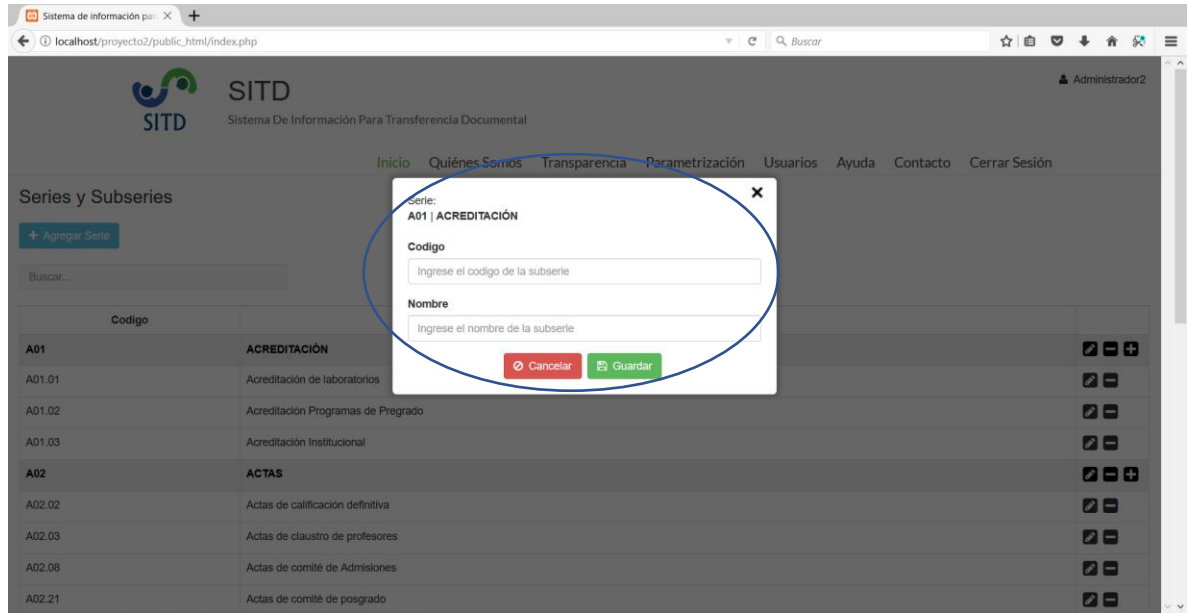 Sistema de información par
localhost/proyecto2/public_html/index.php
Buscar
SITD
SITD
Administrador2
Sistema De Información Para Transferencia Documental
Inicio Quiénes Somos Transparencia Parametrización Usuarios Ayuda Contacto Cerrar Sesión
Series y Subseries
Agregar Serie
Buscar...
Serie:
A01 | ACREDITACIÓN
Codigo
Ingrese el codigo de la subserie
Nombre
Ingrese el nombre de la subserie
Cancelar Guardar
Codigo
A01 ACREDITACIÓN
A01.01 Acreditación de laboratorios
A01.02 Acreditación Programas de Pregrado
A01.03 Acreditación Institucional
A02 ACTAS
A02.02 Actas de calificación definitiva
A02.03 Actas de claustro de profesores
A02.08 Actas de comité de Admisiones
A02.21 Actas de comité de posgrado